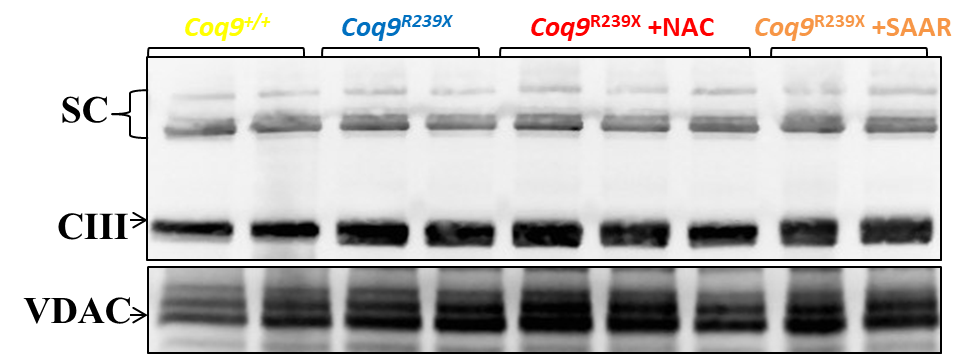 Coq9+/+ Coq9R239X Coq9R239X +NAC Coq9R239X +SAAR
SC
CIII
VDAC